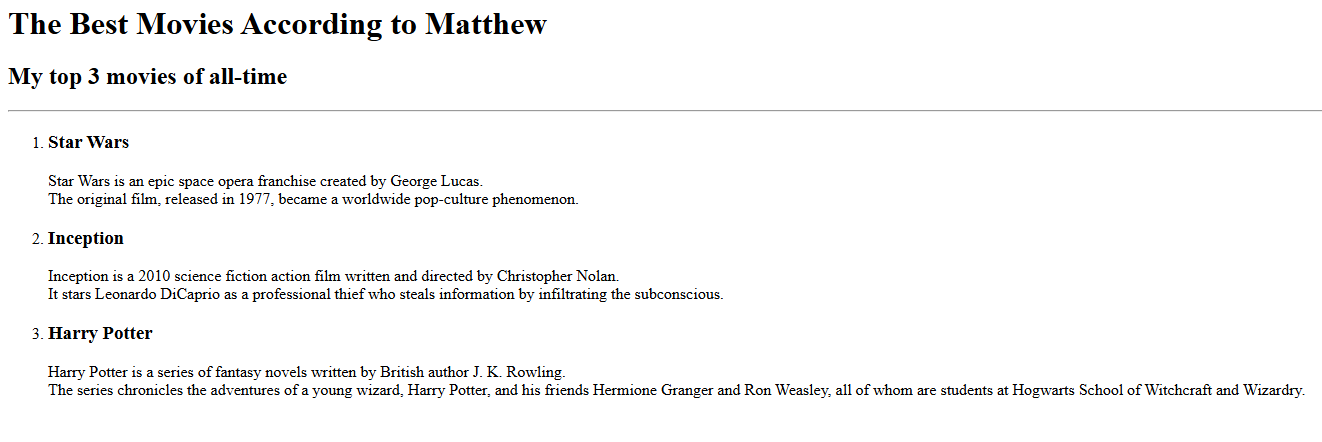 The Best Movies According to Matthew
My top 3 movies of all-time
1. Star Wars
Star Wars is an epic space opera franchise created by George Lucas.
The original film, released in 1977, became a worldwide pop-culture phenomenon.
2. Inception
Inception is a 2010 science fiction action film written and directed by Christopher Nolan.
It stars Leonardo DiCaprio as a professional thief who steals information by infiltrating the subconscious.
3. Harry Potter
Harry Potter is a series of fantasy novels written by British author J. K. Rowling.
The series chronicles the adventures of a young wizard, Harry Potter, and his friends Hermione Granger and Ron Weasley, all of whom are students at Hogwarts School of Witchcraft and Wizardry.